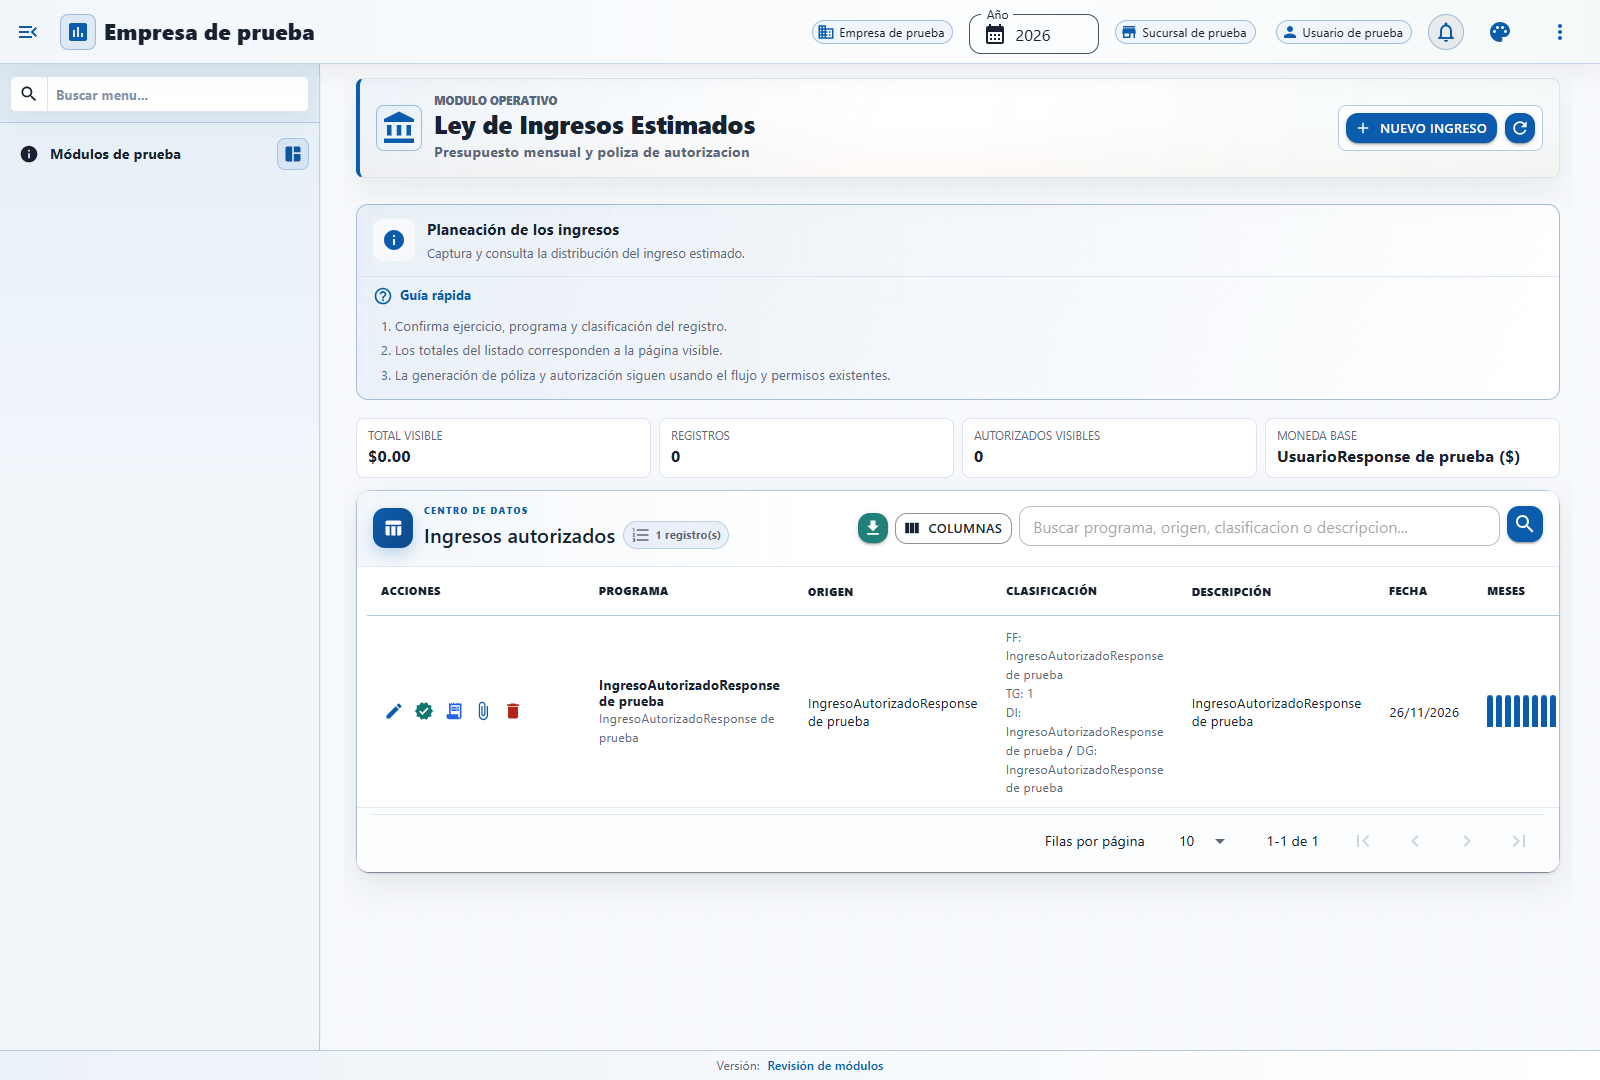 Empresa de prueba
Empresa de prueba
Año
2026
Sucursal de prueba
Usuario de prueba
Buscar menu...
Módulos de prueba
MODULO OPERATIVO
Ley de Ingresos Estimados
Presupuesto mensual y poliza de autorizacion
NUEVO INGRESO
Planeación de los ingresos
Captura y consulta la distribución del ingreso estimado.
Guía rápida
1. Confirma ejercicio, programa y clasificación del registro.
2. Los totales del listado corresponden a la página visible.
3. La generación de póliza y autorización siguen usando el flujo y permisos existentes.
TOTAL VISIBLE
$0.00
REGISTROS
0
AUTORIZADOS VISIBLES
0
MONEDA BASE
UsuarioResponse de prueba ($)
CENTRO DE DATOS
Ingresos autorizados
1 registro(s)
COLUMNAS
Buscar programa, origen, clasificacion o descripcion...
ACCIONES PROGRAMA ORIGEN CLASIFICACIÓN DESCRIPCIÓN FECHA MESES
IngresoAutorizadoResponse
de prueba
IngresoAutorizadoResponse de
prueba
IngresoAutorizadoResponse
de prueba
FF:
IngresoAutorizadoResponse
de prueba
TG: 1
DI:
IngresoAutorizadoResponse
de prueba / DG:
IngresoAutorizadoResponse
de prueba
IngresoAutorizadoResponse
de prueba
26/11/2026
Filas por página 10 1-1 de 1
Versión: Revisión de módulos